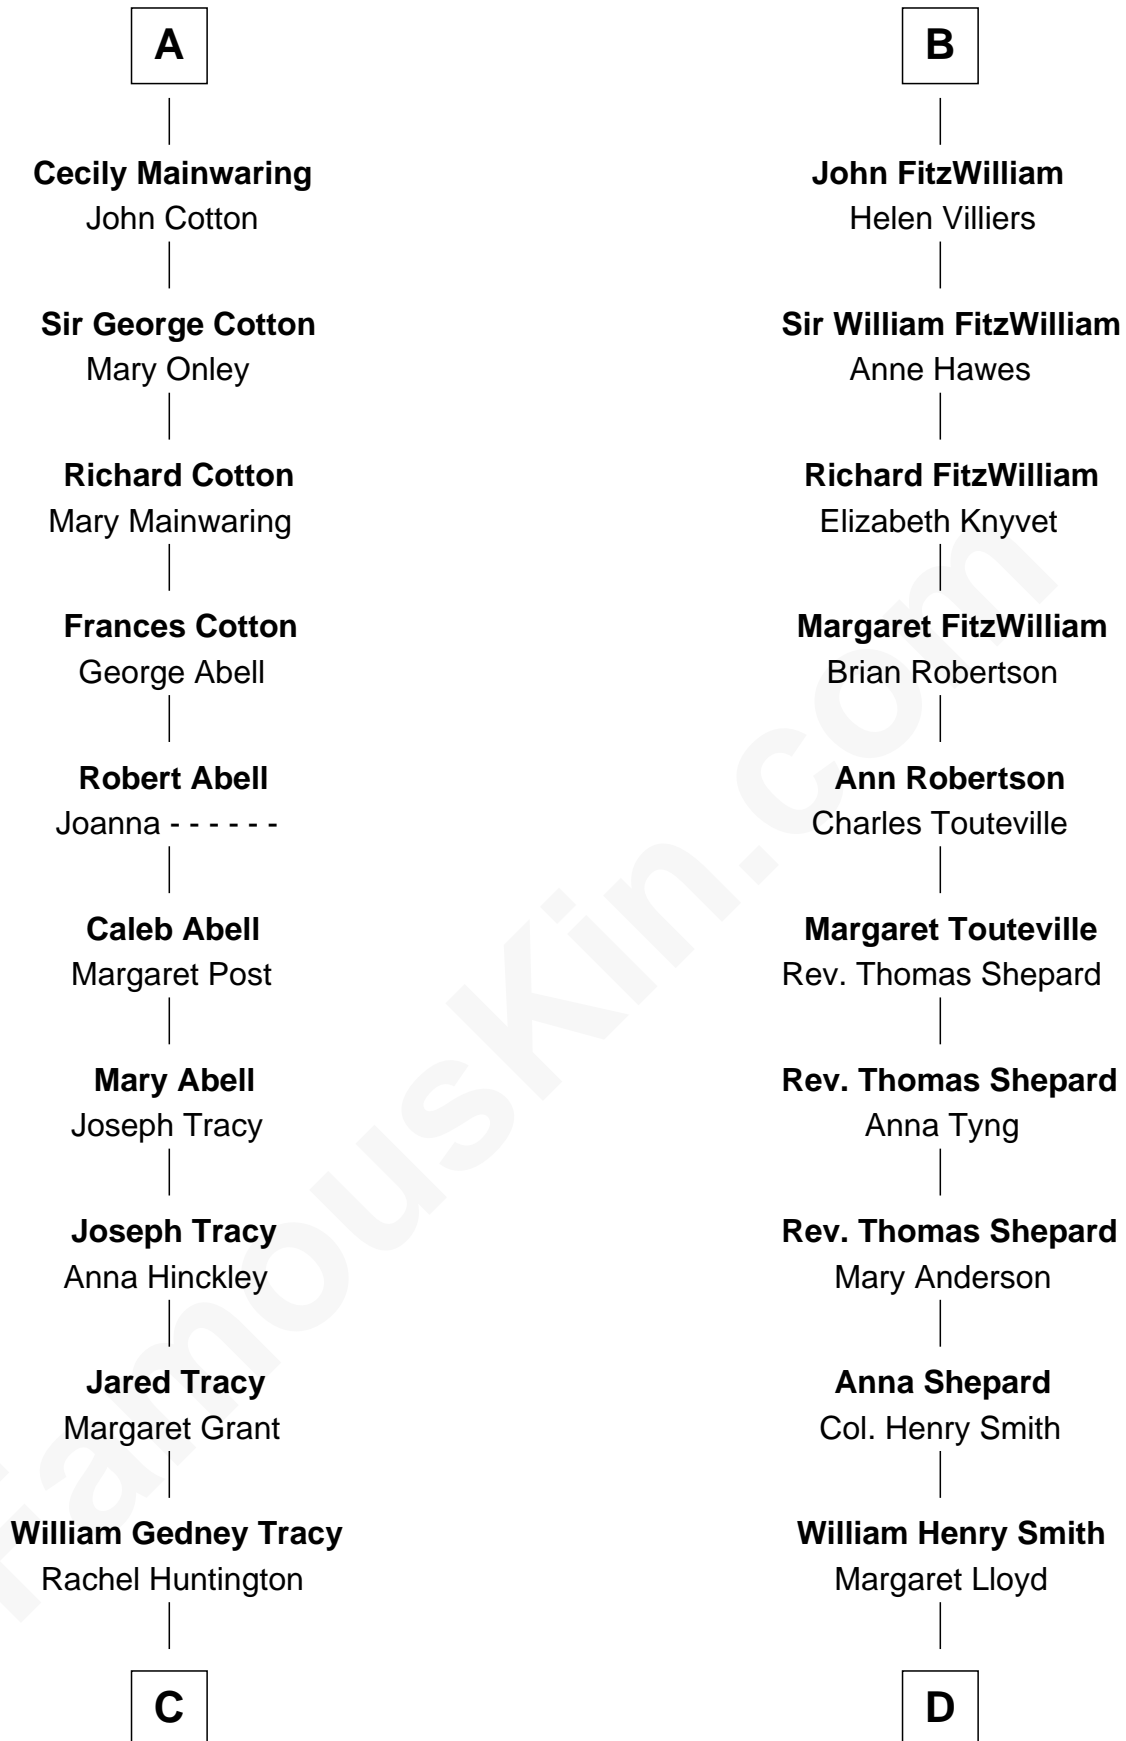 A
Cecily Mainwaring
John Cotton
Sir George Cotton
Mary Onley
Richard Cotton
Mary Mainwaring
Frances Cotton
George Abell
Robert Abell
Joanna - - - - - -
Caleb Abell
Margaret Post
Mary Abell
Joseph Tracy
Joseph Tracy
Anna Hinckley
Jared Tracy
Margaret Grant
William Gedney Tracy
Rachel Huntington
C
B
John FitzWilliam
Helen Villiers
Sir William FitzWilliam
Anne Hawes
Richard FitzWilliam
Elizabeth Knyvet
Margaret FitzWilliam
Brian Robertson
Ann Robertson
Charles Touteville
Margaret Touteville
Rev. Thomas Shepard
Rev. Thomas Shepard
Anna Tyng
Rev. Thomas Shepard
Mary Anderson
Anna Shepard
Col. Henry Smith
William Henry Smith
Margaret Lloyd
D
FamousKin.com